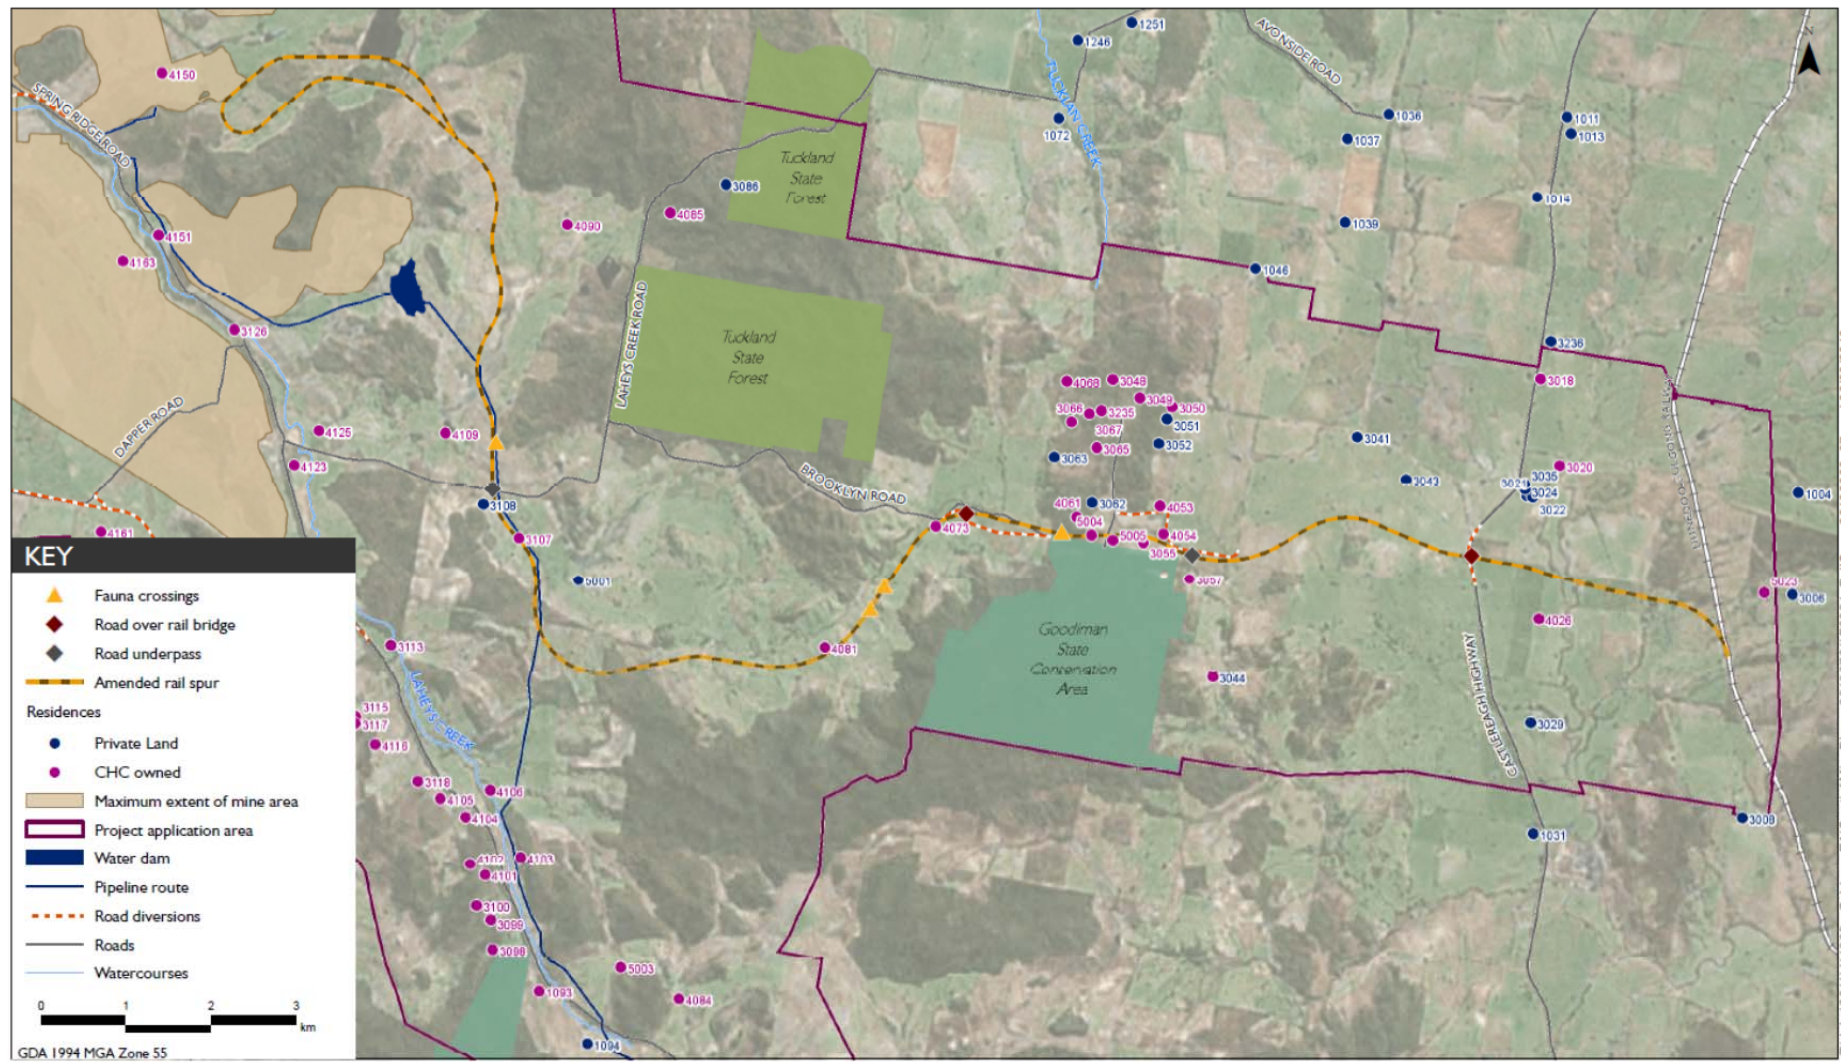 1251
1246
AVONSIDE ROAD
N
4150
SPRING RIDGE ROAD
TUCKIAN CREEK
1072
1036
1037
1011
1013
Tuckland
State
Forest
3086
4085
4090
1014
1039
4151
4163
1046
3126
LAHEYS CREEK ROAD
Tuckland
State
Forest
3236
3018
4068
3048
3049
3050
3066
3235
3051
3067
3052
3065
3063
3041
3043
3020
3035
3021
3024
3022
1004
DAPPER ROAD
4125
4109
4123
BROOKLYN ROAD
3108
4061
3062
4053
5004
4073
5005
4054
3055
3107
4161
5001
3057
5023
3006
4026
Goodiman
State
Conservation
Area
4081
3113
3044
CASTLEREAGH HIGHWAY
LAHEYS CREEK
3115
3117
4116
3029
3118
4106
4105
4104
3008
1031
4102
4103
4101
3100
3099
3098
5003
1093
4084
1094
KEY
Fauna crossings
Road over rail bridge
Road underpass
Amended rail spur
Residences
Private Land
CHC owned
Maximum extent of mine area
Project application area
Water dam
Pipeline route
Road diversions
Roads
Watercourses
0 1 2 3
km
GDA 1994 MGA Zone 55